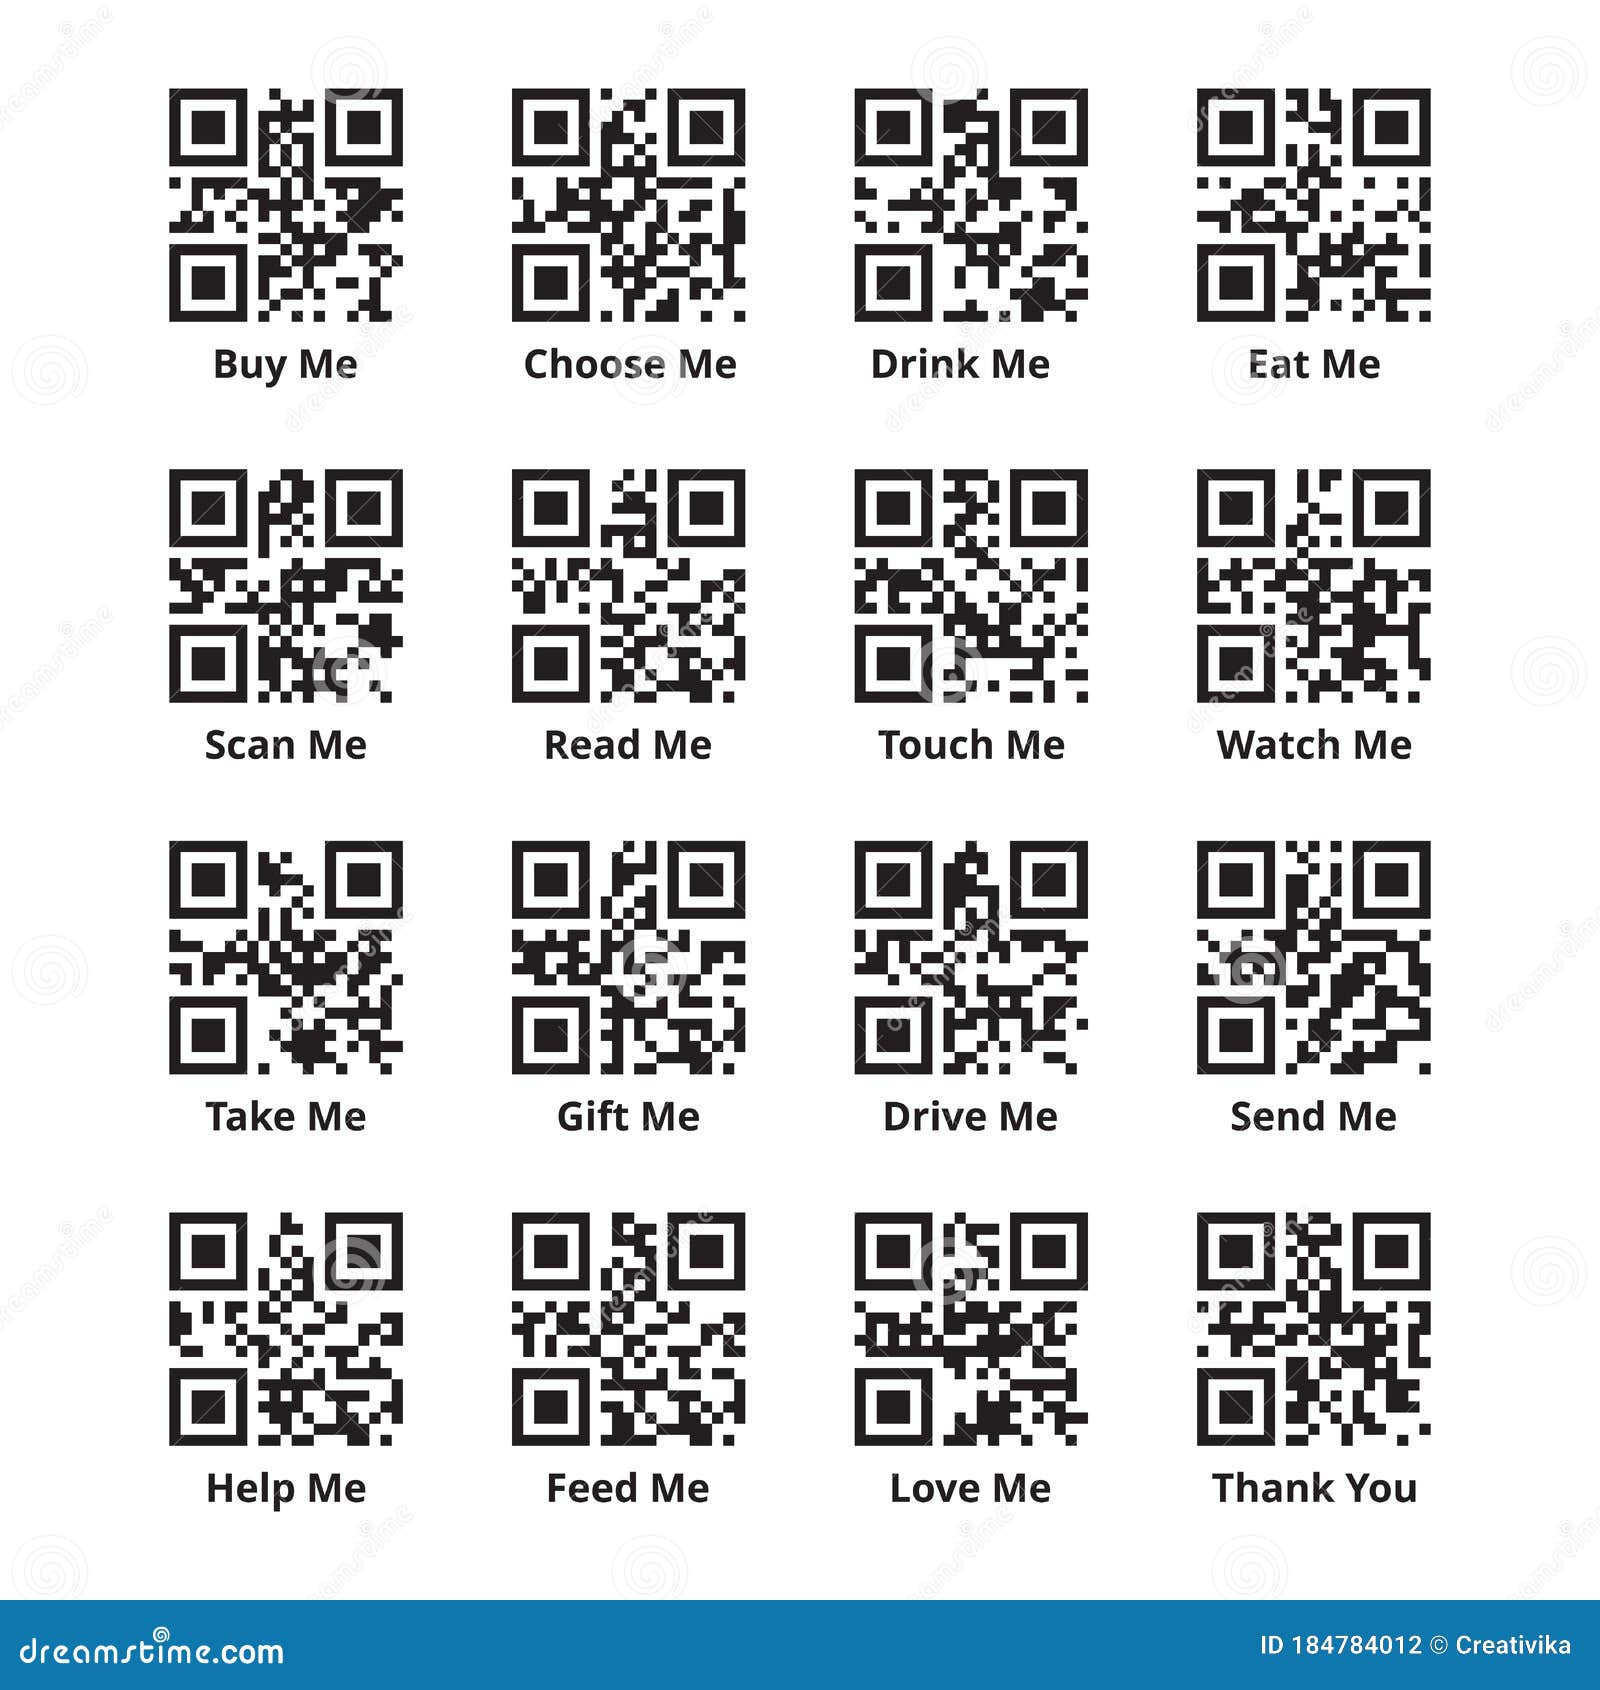 Buy Me
Choose Me
Drink Me
Eat Me
Scan Me
Read Me
Touch Me
Watch Me
Take Me
Gift Me
Drive Me
Send Me
Help Me
Feed Me
Love Me
Thank You
dreamstime.com
ID 184784012 © Creativika